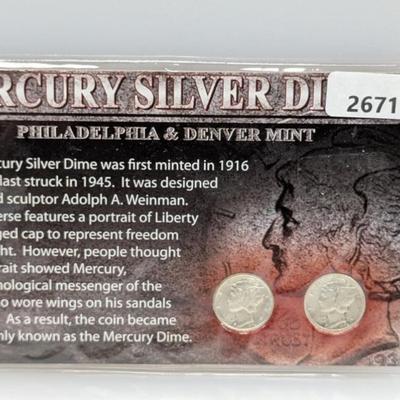 RCURY SILVER DI
2671
PHILADELPHIA & DENVER MINT
cury Silver Dime was first minted in 1916
last struck in 1945. It was designed
d sculptor Adolph A. Weinman.
erse features a portrait of Liberty
ged cap to represent freedom
ht. However, people thought
rait showed Mercury,
hological messenger of the
o wore wings on his sandals
As a result, the coin became
nly known as the Mercury Dime.